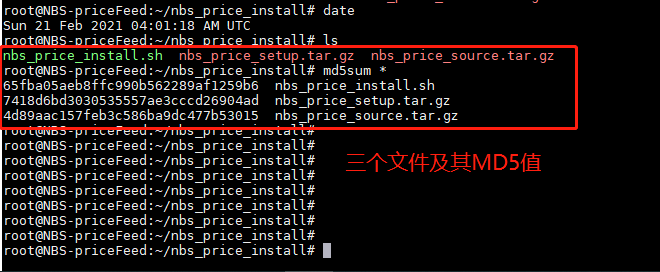 root@NBS-priceFeed:~/nbs_price_install# date
Sun 21 Feb 2021 04:01:18 AM UTC
root@NBS-priceFeed:~/nbs_price_install# ls
nbs_price_install.sh  nbs_price_setup.tar.gz  nbs_price_source.tar.gz
root@NBS-priceFeed:~/nbs_price_install# md5sum *
65fba05aeb8ffc990b562289af1259b6  nbs_price_install.sh
7418d6bd3030535557ae3cccd26904ad  nbs_price_setup.tar.gz
4d89aac157feb3c586ba9dc477b53015  nbs_price_source.tar.gz
root@NBS-priceFeed:~/nbs_price_install#
root@NBS-priceFeed:~/nbs_price_install#
root@NBS-priceFeed:~/nbs_price_install#
三个文件及其MD5值
root@NBS-priceFeed:~/nbs_price_install#
root@NBS-priceFeed:~/nbs_price_install#
root@NBS-priceFeed:~/nbs_price_install#
root@NBS-priceFeed:~/nbs_price_install#
root@NBS-priceFeed:~/nbs_price_install#
root@NBS-priceFeed:~/nbs_price_install#